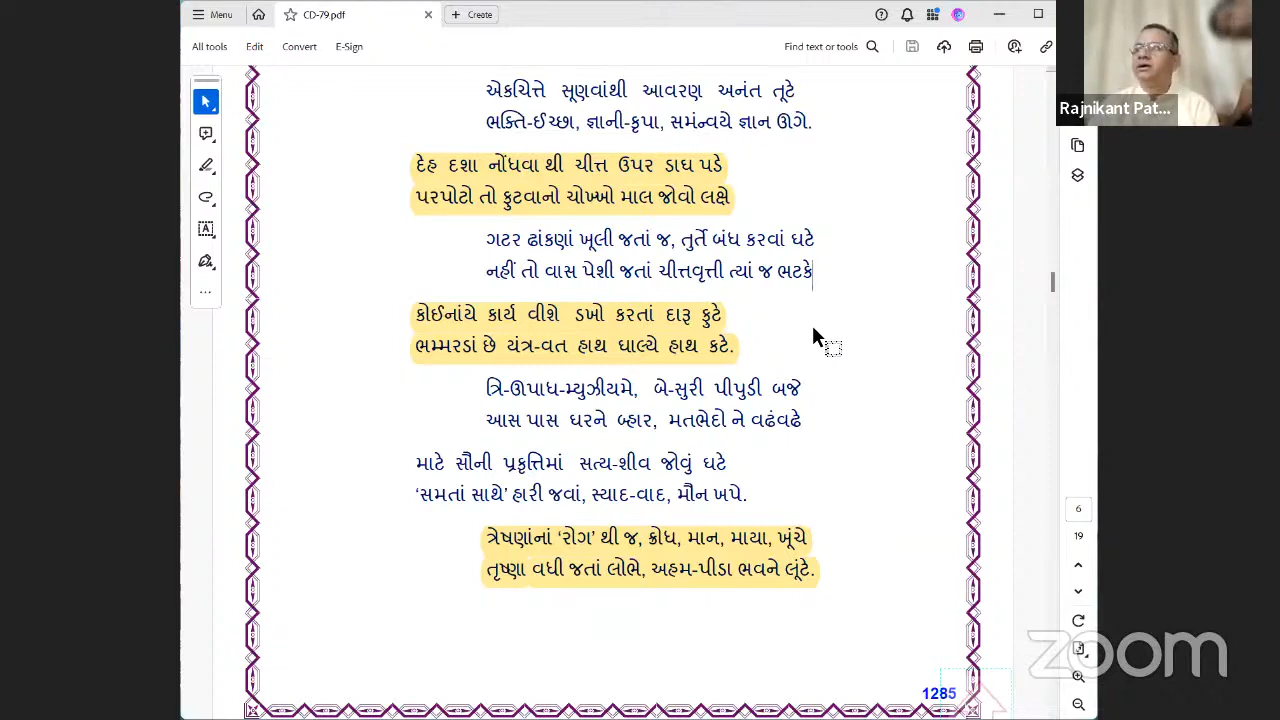 Menu
CD-79.pdf
Create
All tools
Edit
Convert
E-Sign
Find text or tools
Rajnikant Pat...
એકચિત્તે સૂણવાંથી આવરણ અનંત તૂટે
ભક્તિ-ઈચ્છા, જ્ઞાની-કૃપા, સમંન્વયે જ્ઞાન ઊગે.
દેહ દશા નોંધવા થી ચીત્ત ઉપર ડાઘ પડે
પરપોટો તો ફુટવાનો ચોખ્ખો માલ જોવો લક્ષે
ગટર ઢાંકણાં ખૂલી જતાં જ, તુર્તે બંધ કરવાં ઘટે
નહીં તો વાસ પેશી જતાં ચીત્તવૃત્તી ત્યાં જ ભટકે
કોઈનાંયે કાર્ય વીશે ડખો કરતાં દારૂ ફુટે
ભમ્મરડાં છે યંત્ર-વત હાથ ઘાલ્યે હાથ કટે.
ત્રિ-ઊપાધ-મ્યુઝીયમે, બે-સુરી પીપુડી બજે
આસ પાસ ઘરને બ્હાર, મતભેદો ને વઢંવઢે
માટે સૌની પ્રકૃત્તિમાં સત્ય-શીવ જોવું ઘટે
‘સમતાં સાથે’ હારી જવાં, સ્યાદ-વાદ, મૌન ખપે.
ત્રેષણાંનાં ‘રોગ’ થી જ, ક્રોધ, માન, માયા, ખૂંચે
તૃષ્ણા વધી જતાં લોભે, અહમ-પીડા ભવને લૂંટે.
6
19
1285
zoom